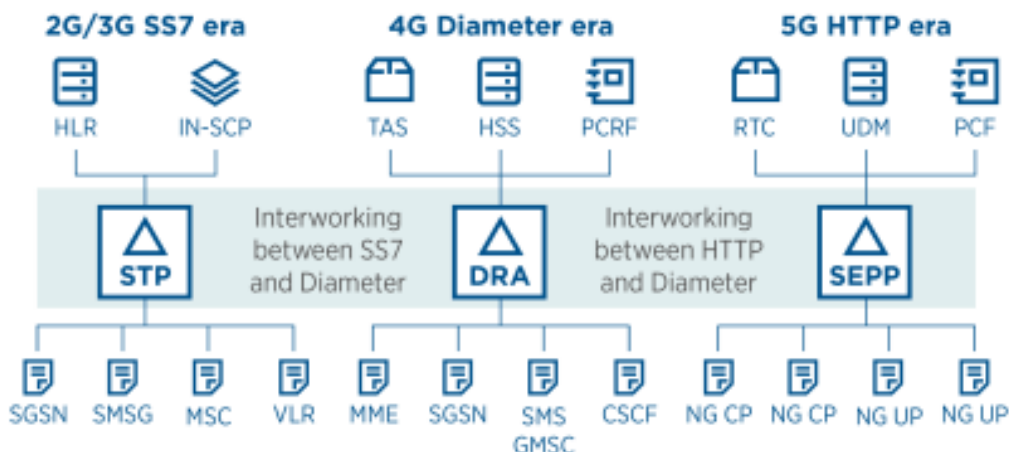 2G/3G SS7 era
4G Diameter era
5G HTTP era
HLR
IN-SCP
TAS
HSS
PCRF
RTC
UDM
PCF
STP
Interworking
between SS7
and Diameter
DRA
Interworking
between HTTP
and Diameter
SEPP
SGSN
SMSG
MSC
VLR
MME
SGSN
SMS
GMSC
CSCF
NG CP
NG CP
NG UP
NG UP